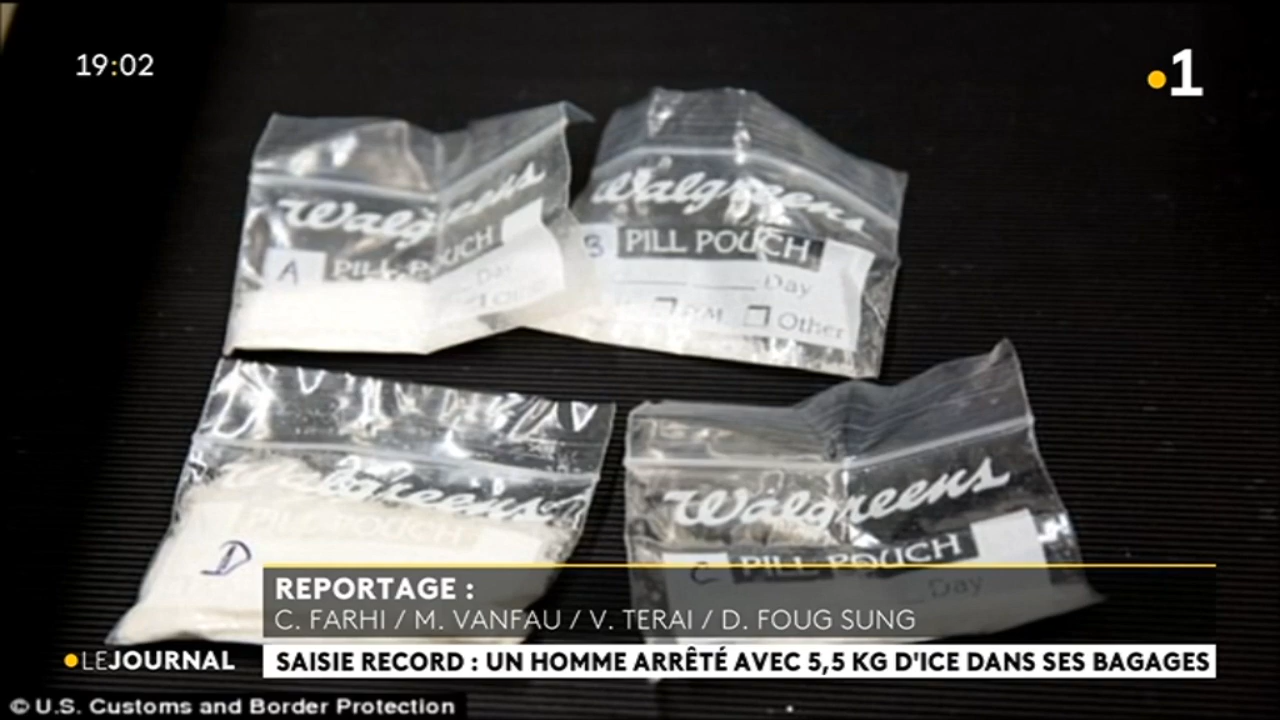 19:02
1
Walgreens
A PILL POUCH
Day
Walgreens
B PILL POUCH
Day
PM Other
Walgreens
PILL POUCH
D
Walgreens
C PILL POUCH
Day
REPORTAGE :
C. FARHI / M. VANFAU / V. TERAI / D. FOUG SUNG
LEJOURNAL
SAISIE RECORD : UN HOMME ARRÊTÉ AVEC 5,5 KG D'ICE DANS SES BAGAGES
© U.S. Customs and Border Protection